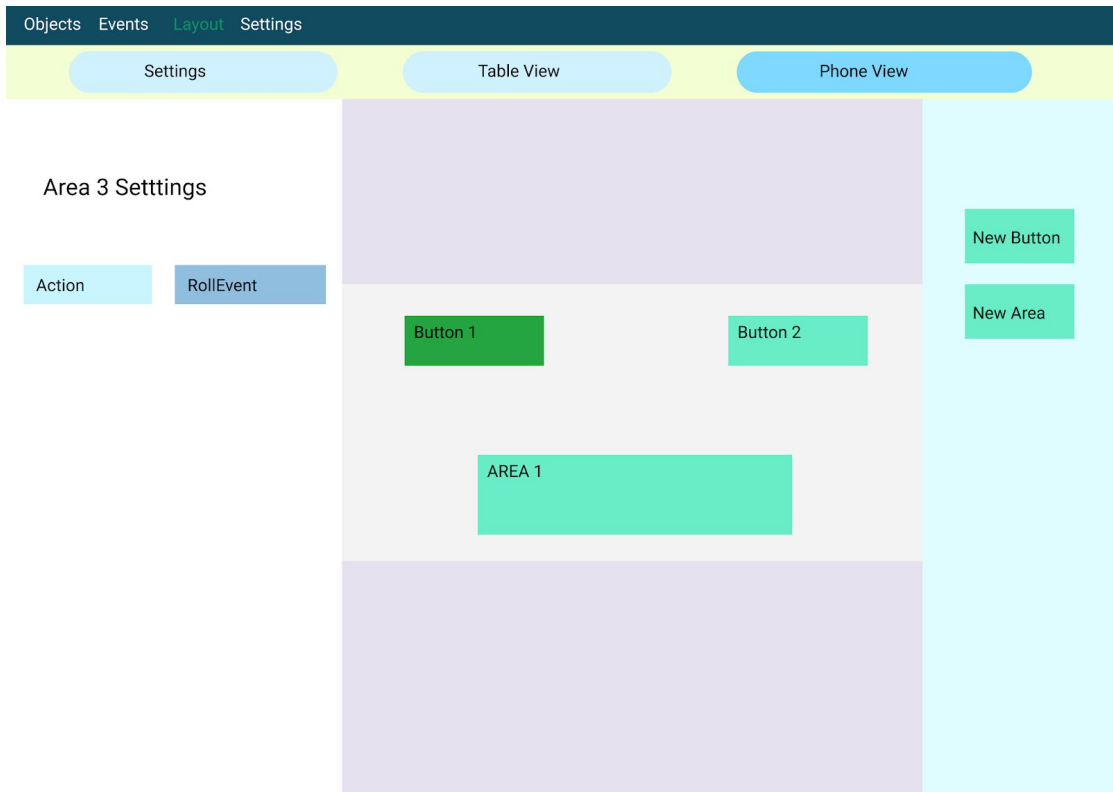 Objects Events Layout Settings
Settings Table View Phone View
Area 3 Setttings
Action RollEvent
Button 1 Button 2
AREA 1
New Button
New Area